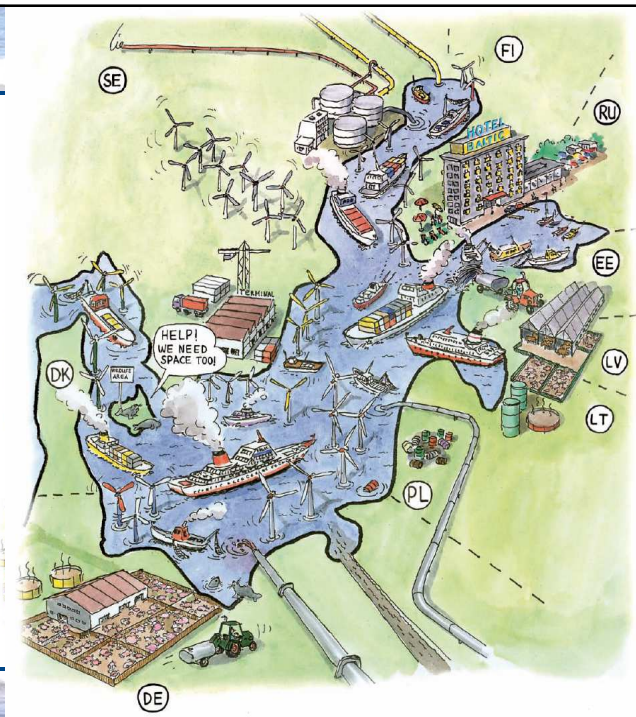 FI
SE
RU
HOTEL
BALTIC
EE
TERMINAL
HELP!
WE NEED
SPACE TOO!
DK
WILDLIFE
AREA
LV
LT
PL
DE